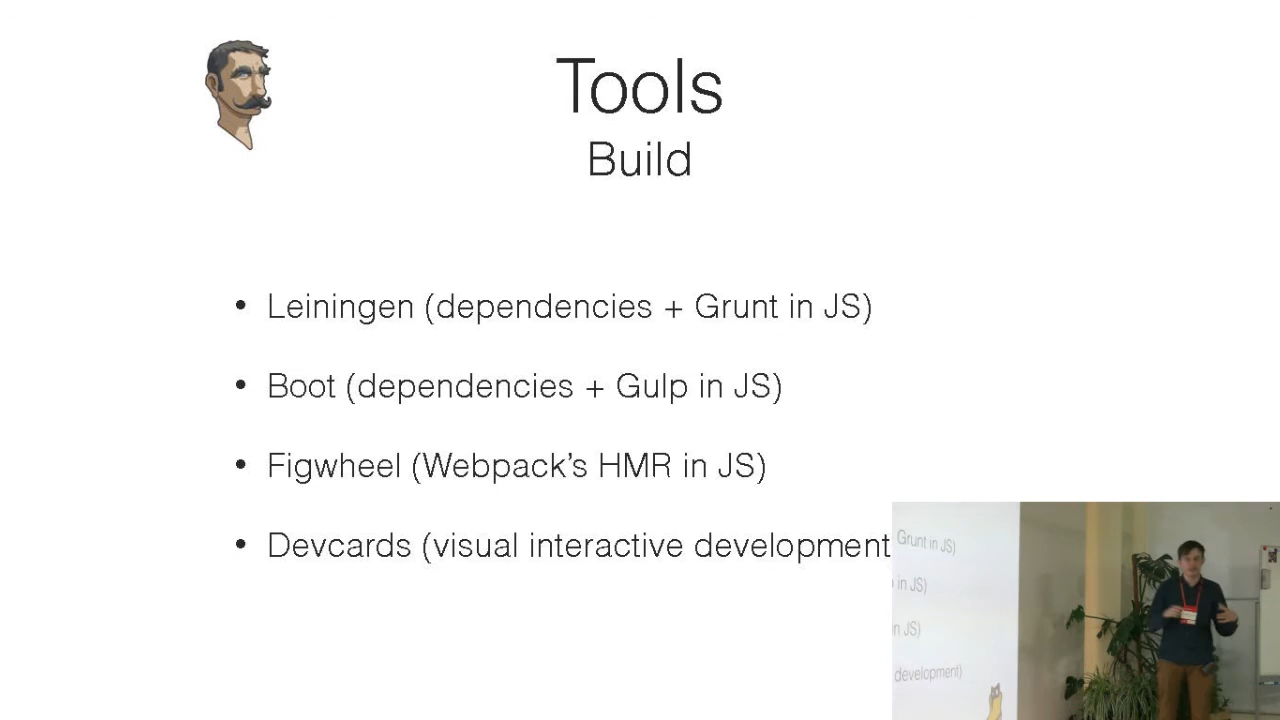 Tools
Build
• Leiningen (dependencies + Grunt in JS)
• Boot (dependencies + Gulp in JS)
• Figwheel (Webpack’s HMR in JS)
• Devcards (visual interactive development
Grunt in JS)
in JS)
in JS)
development)